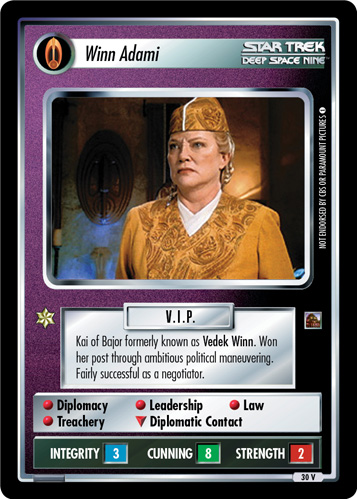 Winn Adami
STAR TREK
DEEP SPACE NINE™
NOT ENDORSED BY CBS OR PARAMOUNT PICTURES
V.I.P.
Kai of Bajor formerly known as Vedek Winn. Won
her post through ambitious political maneuvering.
Fairly successful as a negotiator.
Diplomacy Leadership Law
Treachery Diplomatic Contact
INTEGRITY 3 CUNNING 8 STRENGTH 2
30 V